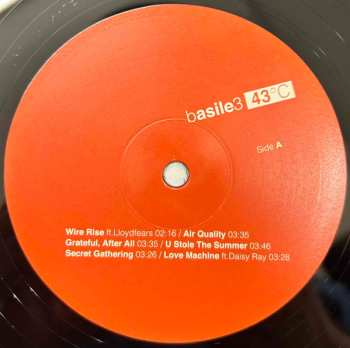 basile3 43°C
Side A
Wire Rise ft.Lloydfears 02:16 / Air Quality 03:35
Grateful, After All 03:35 / U Stole The Summer 03:46
Secret Gathering 03:26 / Love Machine ft.Daisy Ray 03:28